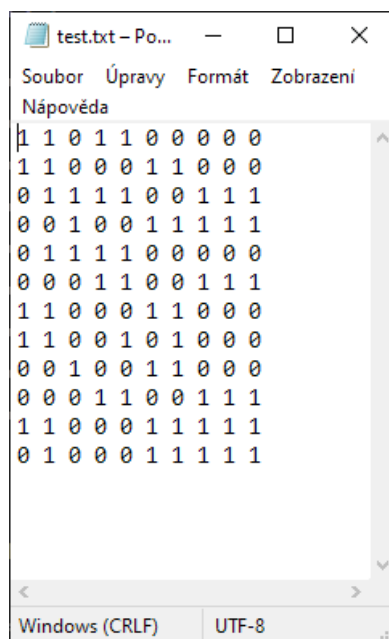 test.txt – Po...
Soubor Úpravy Formát Zobrazení
Nápověda
1 1 0 1 1 0 0 0 0 0
1 1 0 0 0 1 1 0 0 0
0 1 1 1 1 0 0 1 1 1
0 0 1 0 0 1 1 1 1 1
0 1 1 1 1 0 0 0 0 0
0 0 0 1 1 0 0 1 1 1
1 1 0 0 0 1 1 0 0 0
1 1 0 0 1 0 1 0 0 0
0 0 1 0 0 1 1 0 0 0
0 0 0 1 1 0 0 1 1 1
1 1 0 0 0 1 1 1 1 1
0 1 0 0 0 1 1 1 1 1
Windows (CRLF) UTF-8